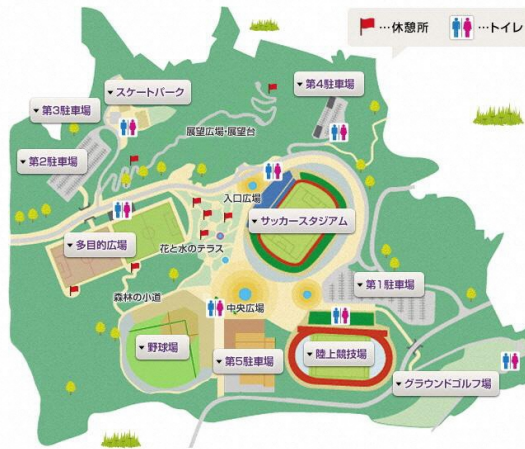 …休憩所
…トイレ
スケートパーク
第4駐車場
第3駐車場
展望広場・展望台
第2駐車場
入口広場
サッカースタジアム
多目的広場
花と水のテラス
第1駐車場
森林の小道
中央広場
野球場
第5駐車場
陸上競技場
グラウンドゴルフ場